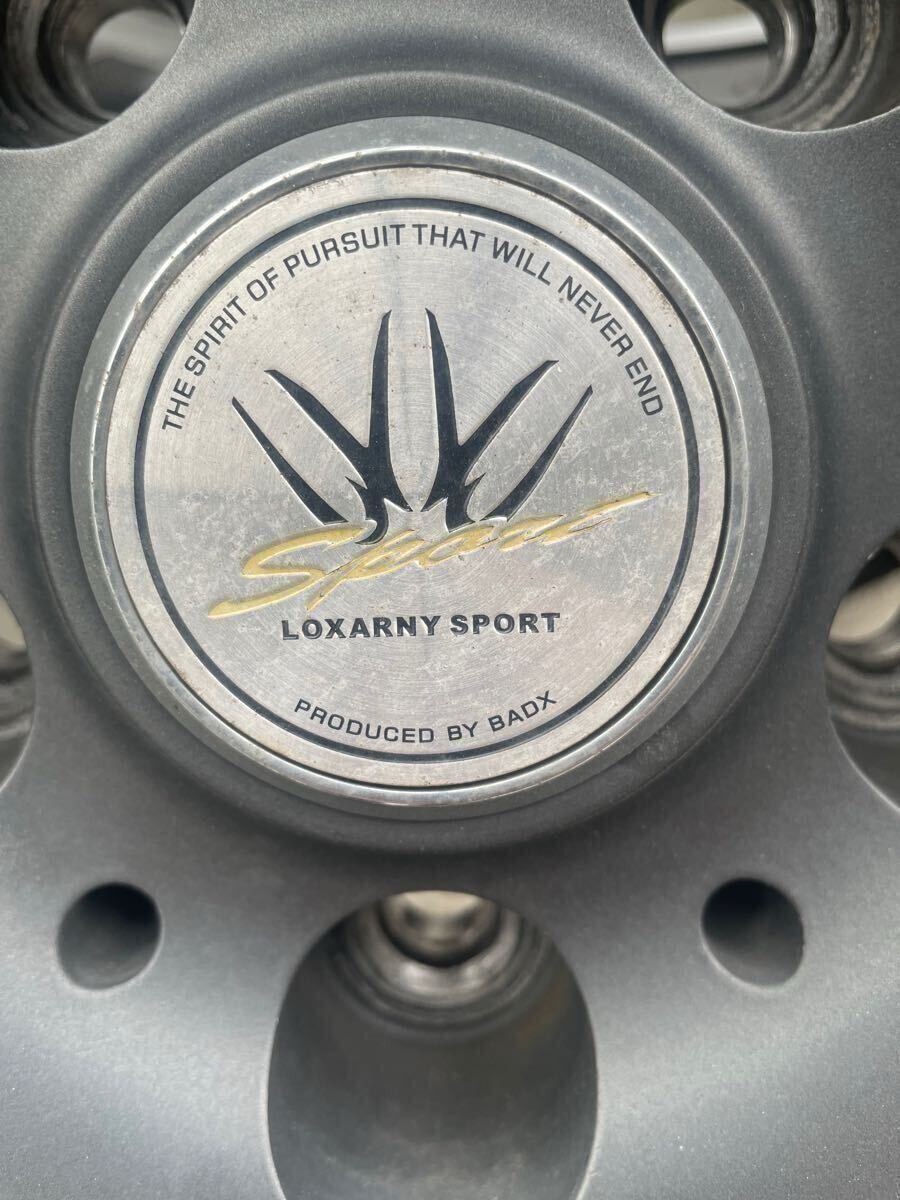 THE SPIRIT OF PURSUIT THAT WILL NEVER END
Sport
LOXARNY SPORT
PRODUCED BY BADX